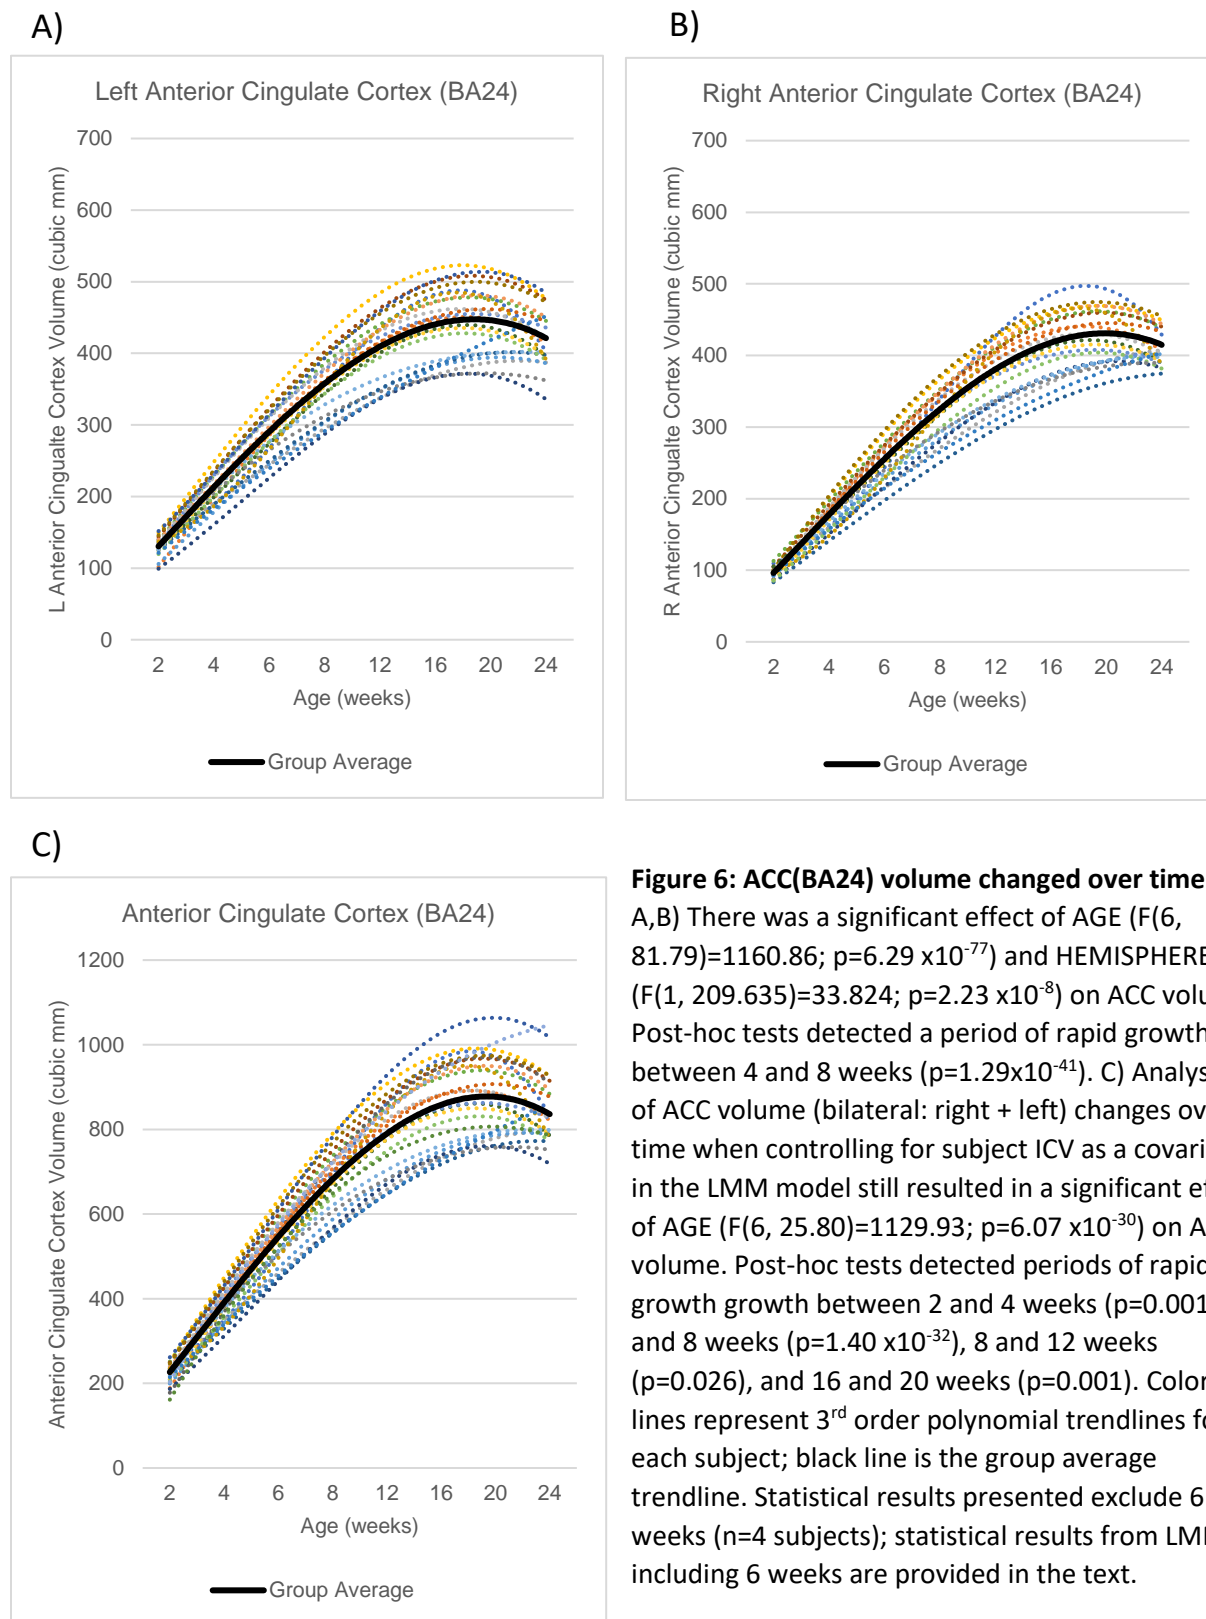 A)
Left Anterior Cingulate Cortex (BA24)
L Anterior Cingualte Cortex Volume (cubic mm)
700
600
500
400
300
200
100
0
2 4 6 8 12 16 20 24
Age (weeks)
Group Average
B)
Right Anterior Cingulate Cortex (BA24)
R Anterior Cingulate Cortex Volume (cubic mm)
700
600
500
400
300
200
100
0
2 4 6 8 12 16 20 24
Age (weeks)
Group Average
C)
Anterior Cingulate Cortex (BA24)
Anterior Cingulate Cortex Volume (cubic mm)
1200
1000
800
600
400
200
0
2 4 6 8 12 16 20 24
Age (weeks)
Group Average
Figure 6: ACC(BA24) volume changed over time
A,B) There was a significant effect of AGE (F(6,
81.79)=1160.86; p=6.29 x10-77) and HEMISPHERE
(F(1, 209.635)=33.824; p=2.23 x10-8) on ACC
Post-hoc tests detected a period of rapid growth
between 4 and 8 weeks (p=1.29x10-41). C)
of ACC volume (bilateral: right + left) changes
time when controlling for subject ICV as a
in the LMM model still resulted in a significant
of AGE (F(6, 25.80)=1129.93; p=6.07 x10-30) on
volume. Post-hoc tests detected periods of rapid
growth growth between 2 and 4 weeks (p=0.001
and 8 weeks (p=1.40 x10-32), 8 and 12 weeks
(p=0.026), and 16 and 20 weeks (p=0.001). Color
lines represent 3rd order polynomial trendlines
each subject; black line is the group average
trendline. Statistical results presented exclude 6
weeks (n=4 subjects); statistical results from
including 6 weeks are provided in the text.